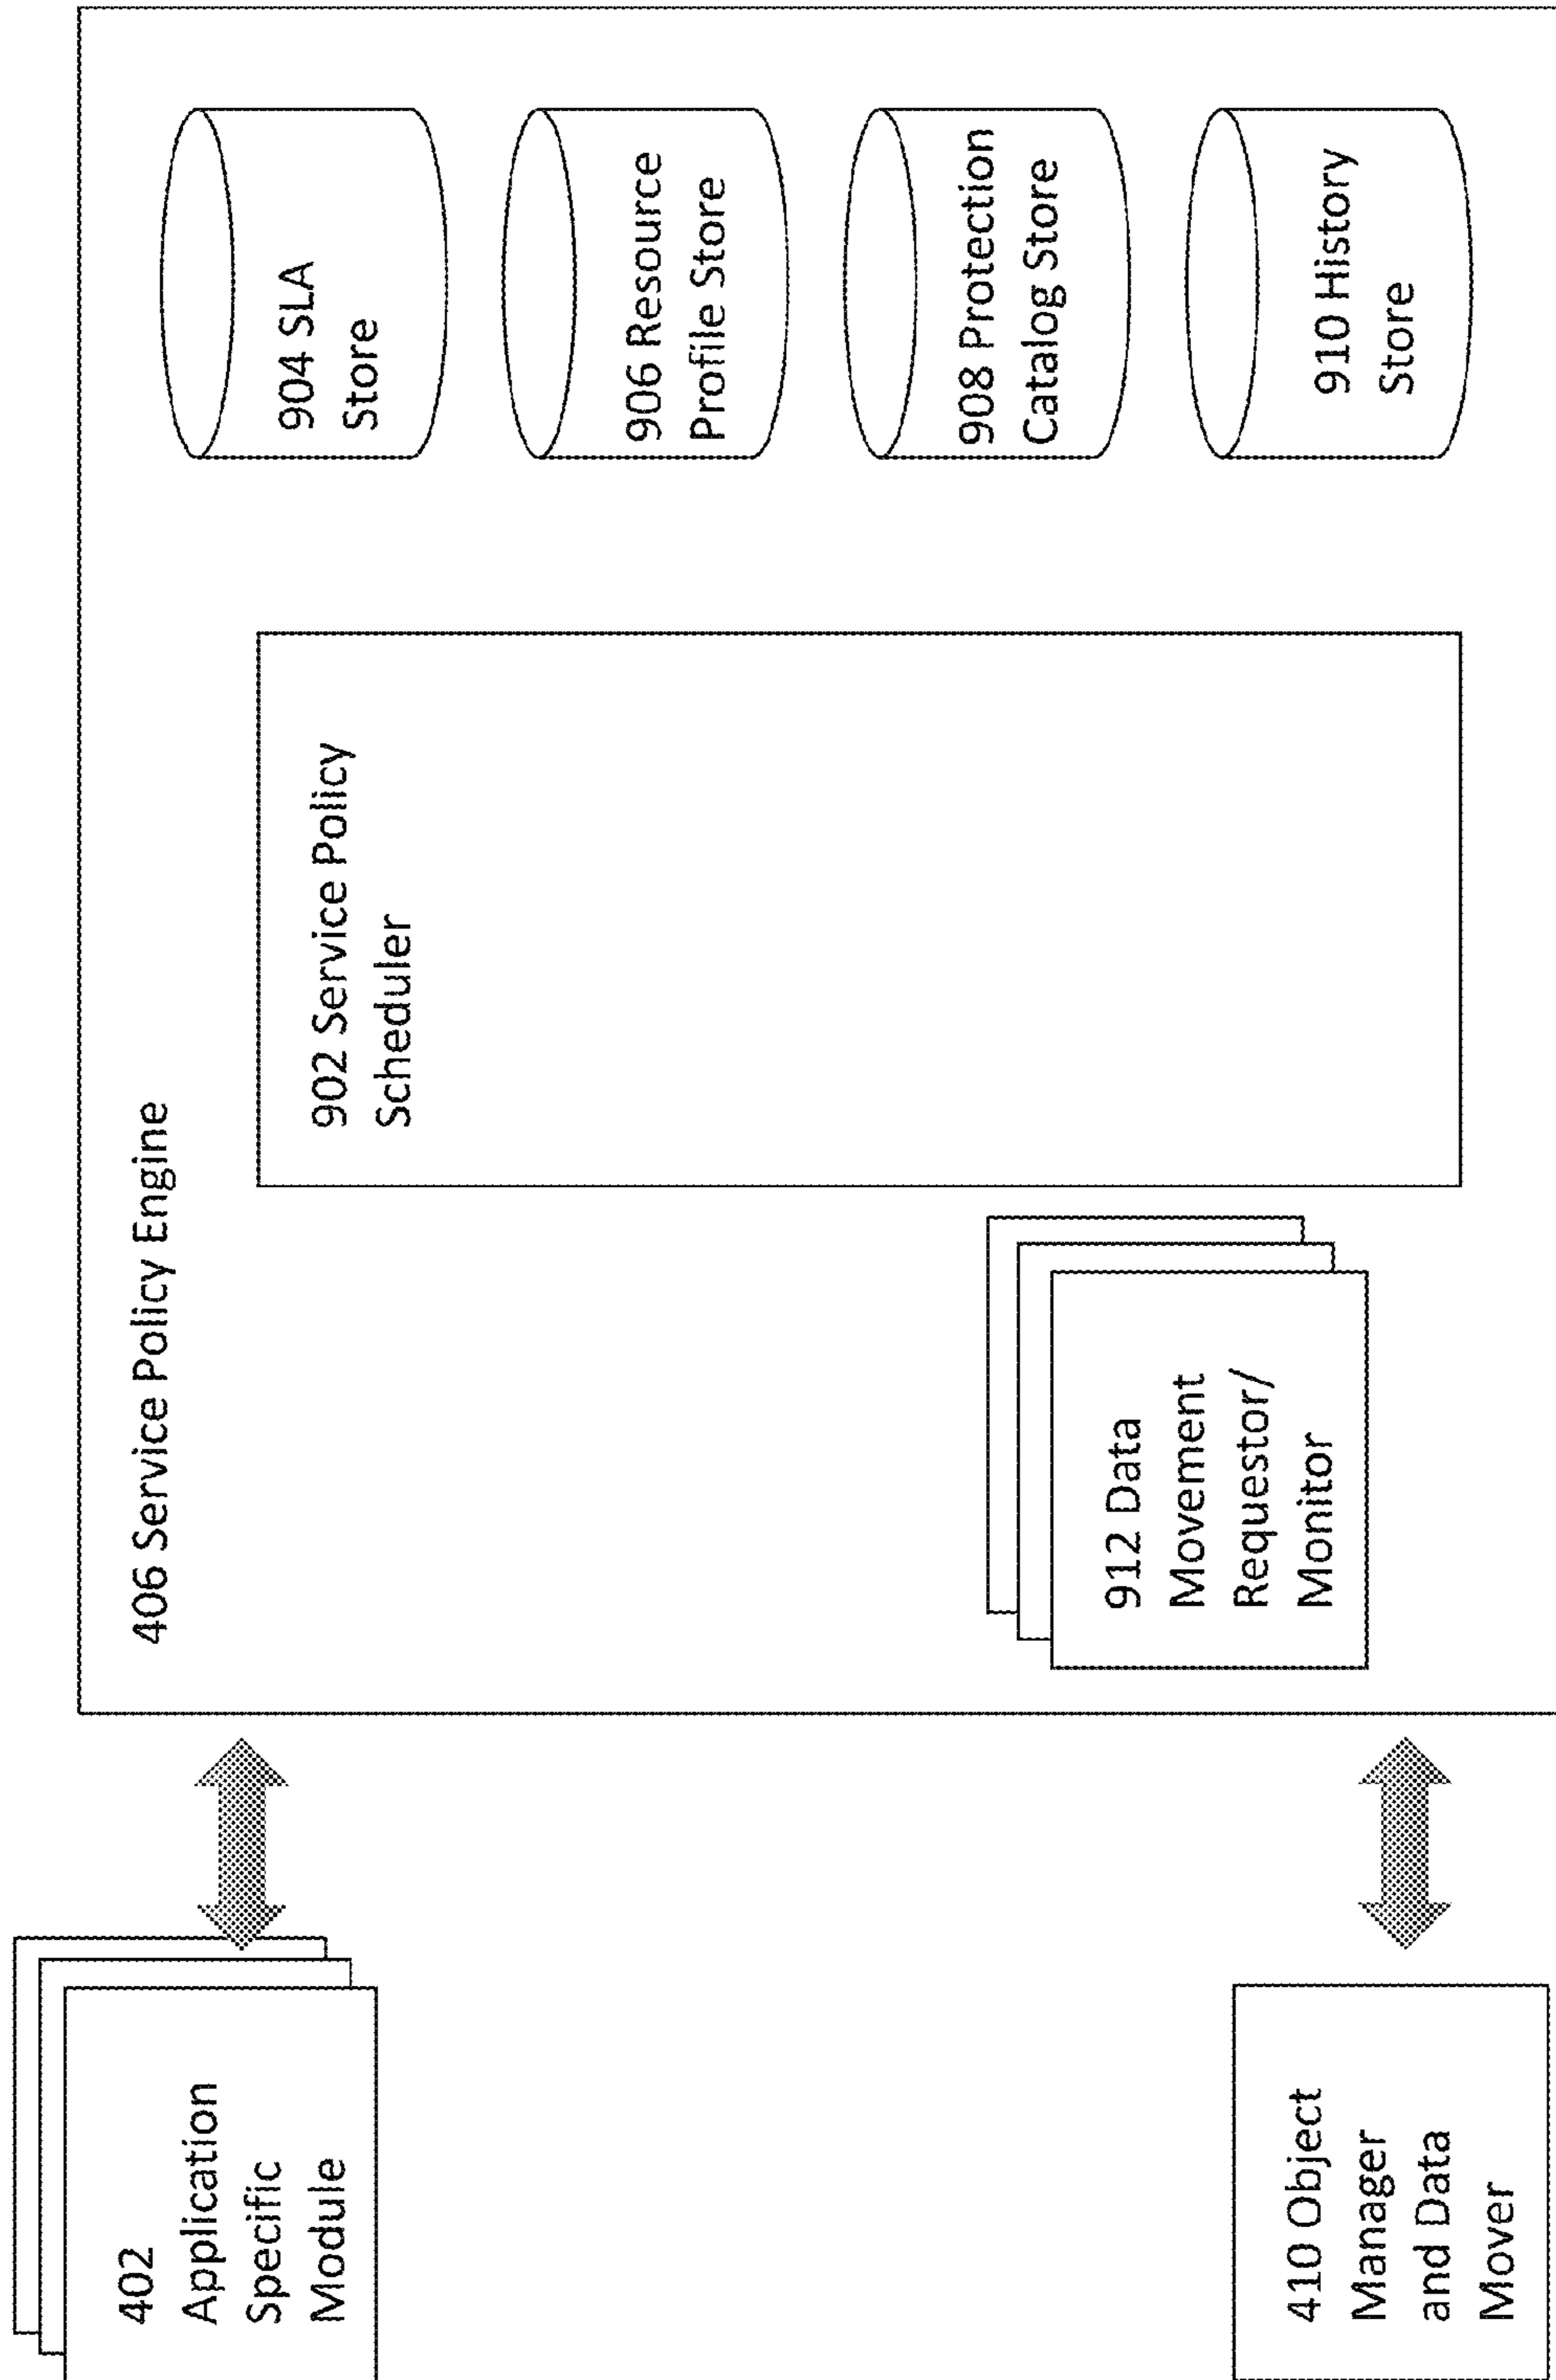 402
Application
Specific
Module
410 Object
Manager
and Data
Mover
406 Service Policy Engine
912 Data
Movement
Requestor/
Monitor
902 Service Policy
Scheduler
904 SLA
Store
906 Resource
Profile Store
908 Protection
Catalog Store
910 History
Store